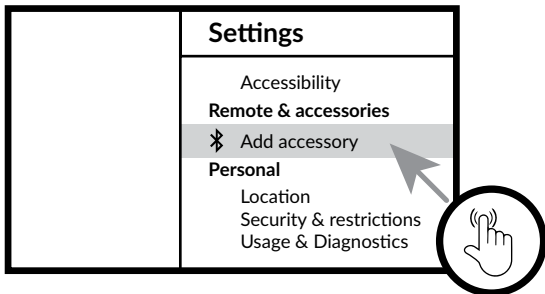 Settings
Accessibility
Remote & accessories
Add accessory
Personal
Location
Security & restrictions
Usage & Diagnostics